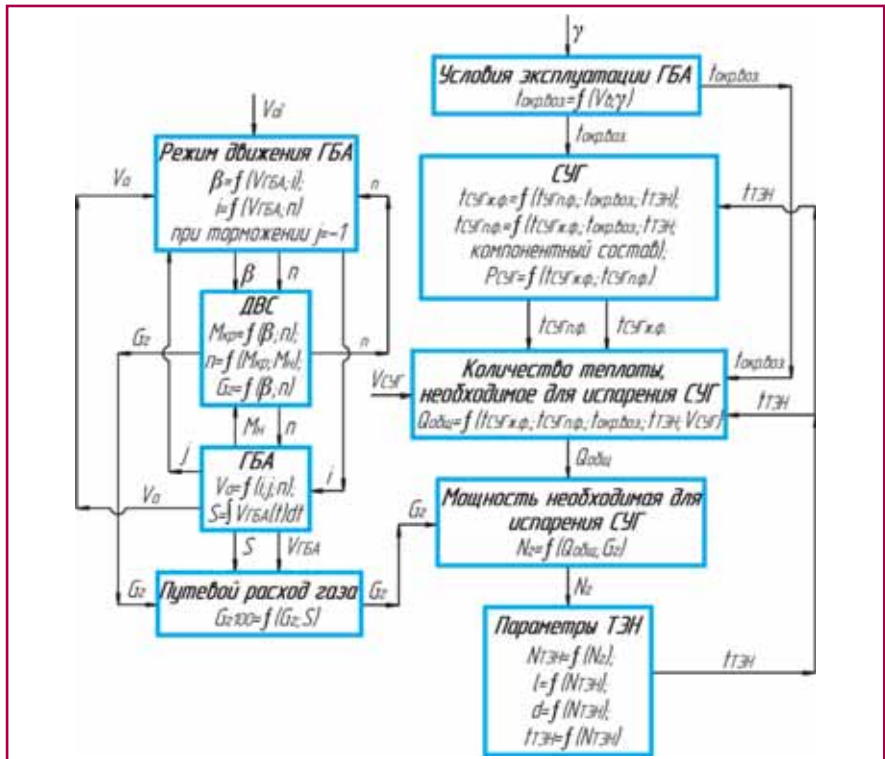 γ
Условия эксплуатации ГБА
tокр.воз.=f(Vв;γ)
tокр.воз.
tокр.воз.
СУГ
tСУГж.ф.=f(tСУГп.ф.; tокр.воз.; tТЭН);
tСУГп.ф.=f(tСУГж.ф.; tокр.воз.; tТЭН;
компонентный состав);
PСУГ=f(tСУГж.ф.; tСУГп.ф.)
tТЭН
tСУГп.ф.
tСУГж.ф.
tокр.воз.
VСУГ
Количество теплоты,
необходимое для испарения СУГ
Qобщ=f(tСУГж.ф.; tСУГп.ф.; tокр.воз.; tТЭН; VСУГ)
tТЭН
Qобщ
Мощность необходимая для
испарения СУГ
Nг=f(Qобщ; Gг)
Gг
Nг
Параметры ТЭН
NТЭН=f(Nг);
l=f(NТЭН);
d=f(NТЭН);
tТЭН=f(NТЭН)
tТЭН
Режим движения ГБА
β=f(VГБА; i);
i=f(VГБА; n)
при торможении j=-1
Va
n
β
n
ДВС
Mкр=f(β; n);
n=f(Mкр; Mн);
Gг=f(β; n)
Gг
n
Mн
n
ГБА
Va=f(i; j; n);
S=∫VГБА(t)dt
j
i
Va
S
VГБА
Путевой расход газа
Gг100=f(Gг; S)
Gг
Gг